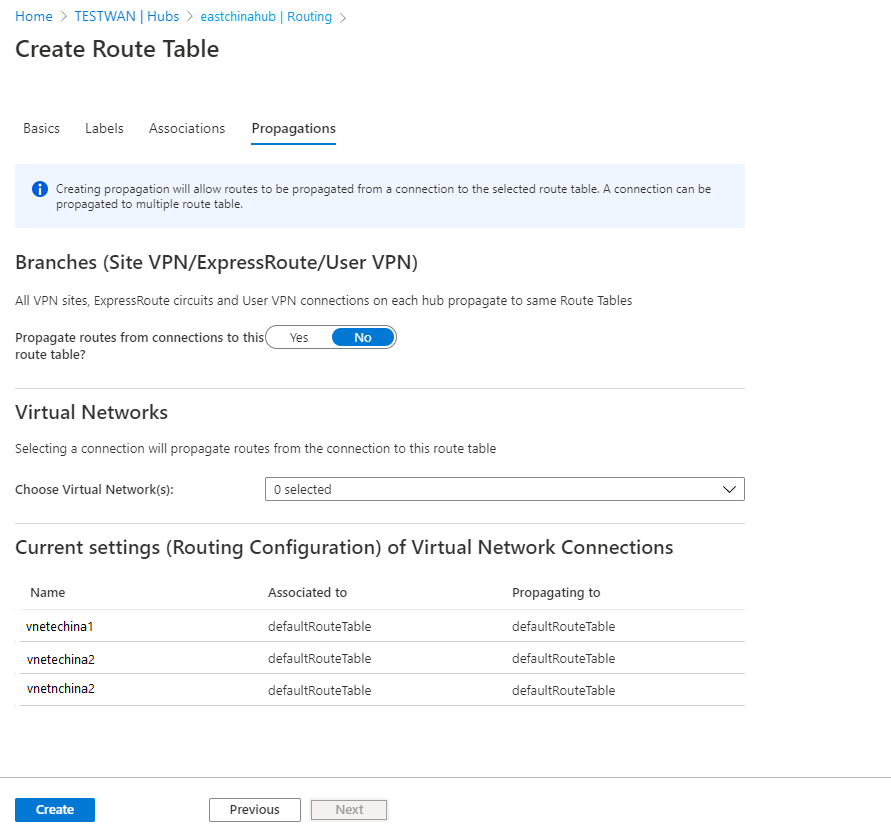 Home > TESTWAN | Hubs > eastchinahub | Routing >
Create Route Table
Basics Labels Associations Propagations
Creating propagation will allow routes to be propagated from a connection to the selected route table. A connection can be
propagated to multiple route table.
Branches (Site VPN/ExpressRoute/User VPN)
All VPN sites, ExpressRoute circuits and User VPN connections on each hub propagate to same Route Tables
Propagate routes from connections to this Yes No
route table?
Virtual Networks
Selecting a connection will propagate routes from the connection to this route table
Choose Virtual Network(s): 0 selected
Current settings (Routing Configuration) of Virtual Network Connections
Name Associated to Propagating to
vnetechina1 defaultRouteTable defaultRouteTable
vnetechina2 defaultRouteTable defaultRouteTable
vnetnchina2 defaultRouteTable defaultRouteTable
Create Previous Next